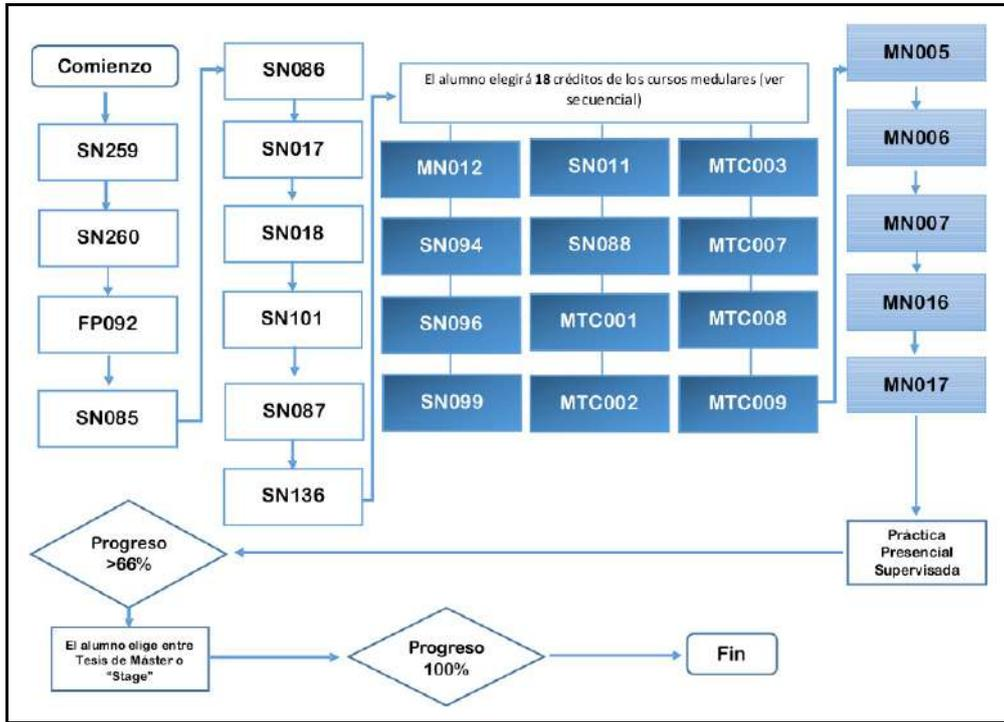 Comienzo
SN259
SN260
FP092
SN085
SN086
SN017
SN018
SN101
SN087
SN136
El alumno elegirá 18 créditos de los cursos medulares (ver
secuencial)
MN012
SN094
SN096
SN099
SN011
SN088
MTC001
MTC002
MTC003
MTC007
MTC008
MTC009
MN005
MN006
MN007
MN016
MN017
Práctica
Presencial
Supervisada
Progreso
>66%
El alumno elige entre
Tesis de Máster o
"Stage"
Progreso
100%
Fin